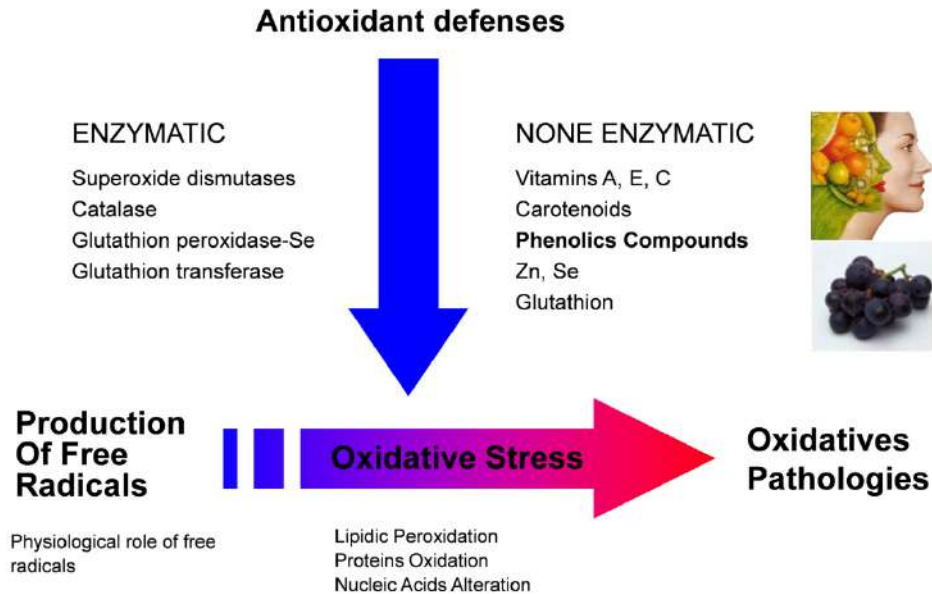 Antioxidant defenses
ENZYMATIC
Superoxide dismutases
Catalase
Glutathion peroxidase-Se
Glutathion transferase
NONE ENZYMATIC
Vitamins A, E, C
Carotenoids
Phenolics Compounds
Zn, Se
Glutathion
Production
Of Free
Radicals
Physiological role of free
radicals
Oxidative Stress
Lipidic Peroxidation
Proteins Oxidation
Nucleic Acids Alteration
Oxidatives
Pathologies